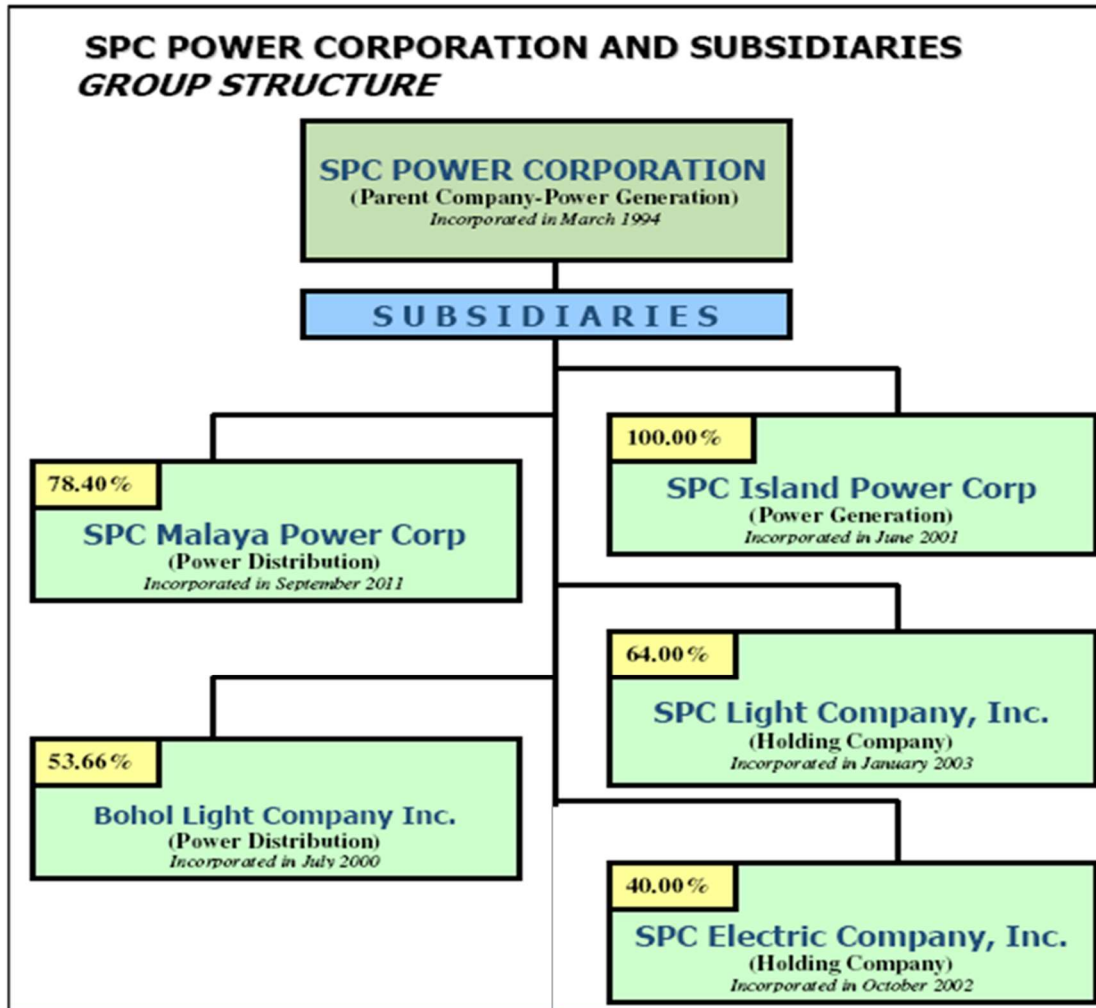 SPC POWER CORPORATION AND SUBSIDIARIES
GROUP STRUCTURE
SPC POWER CORPORATION
(Parent Company-Power Generation)
Incorporated in March 1994
SUBSIDIARIES
78.40%
SPC Malaya Power Corp
(Power Distribution)
Incorporated in September 2011
100.00%
SPC Island Power Corp
(Power Generation)
Incorporated in June 2001
64.00%
SPC Light Company, Inc.
(Holding Company)
Incorporated in January 2003
53.66%
Bohol Light Company Inc.
(Power Distribution)
Incorporated in July 2000
40.00%
SPC Electric Company, Inc.
(Holding Company)
Incorporated in October 2002